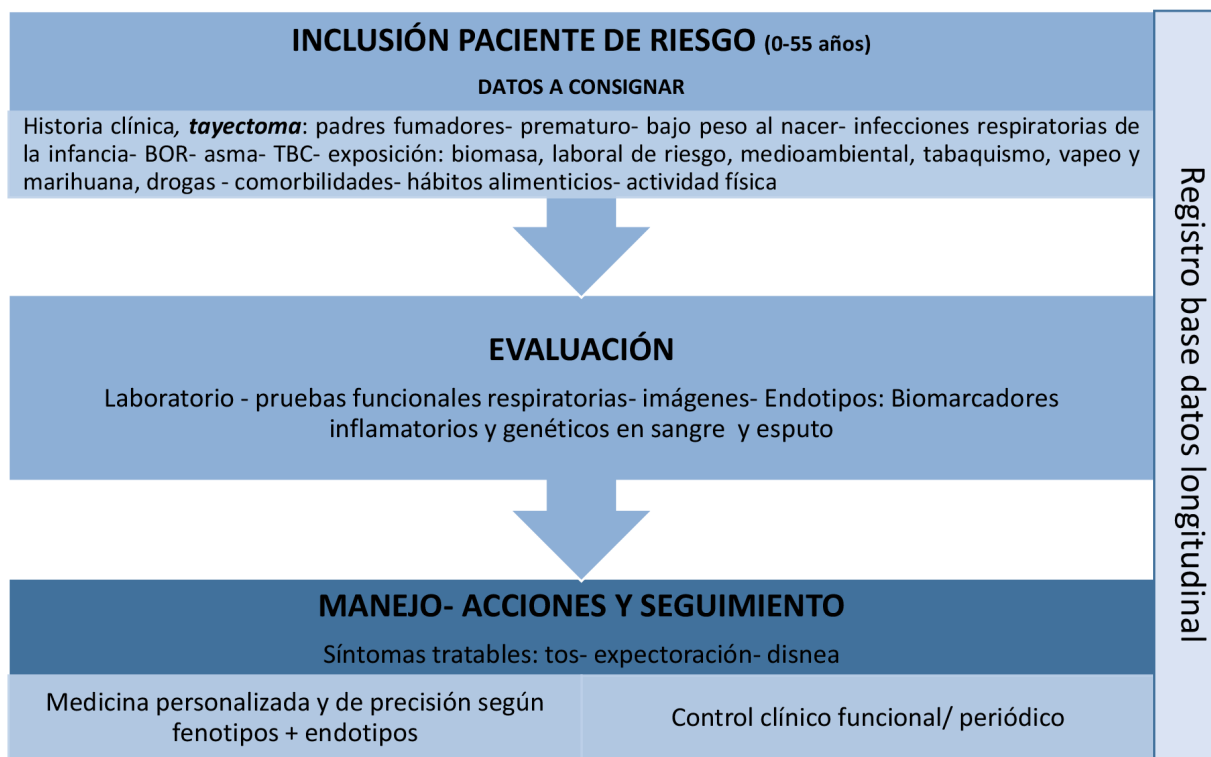 INCLUSIÓN PACIENTE DE RIESGO (0-55 años)
DATOS A CONSIGNAR
Historia clínica, tayectoma: padres fumadores- prematuro- bajo peso al nacer- infecciones respiratorias de
la infancia- BOR- asma- TBC- exposición: biomasa, laboral de riesgo, medioambiental, tabaquismo, vapeo y
marihuana, drogas - comorbilidades- hábitos alimenticios- actividad física
EVALUACIÓN
Laboratorio - pruebas funcionales respiratorias- imágenes- Endotipos: Biomarcadores
inflamatorios y genéticos en sangre y esputo
MANEJO- ACCIONES Y SEGUIMIENTO
Síntomas tratables: tos- expectoración- disnea
Medicina personalizada y de precisión según
fenotipos + endotipos
Control clínico funcional/ periódico
Registro base datos longitudinal